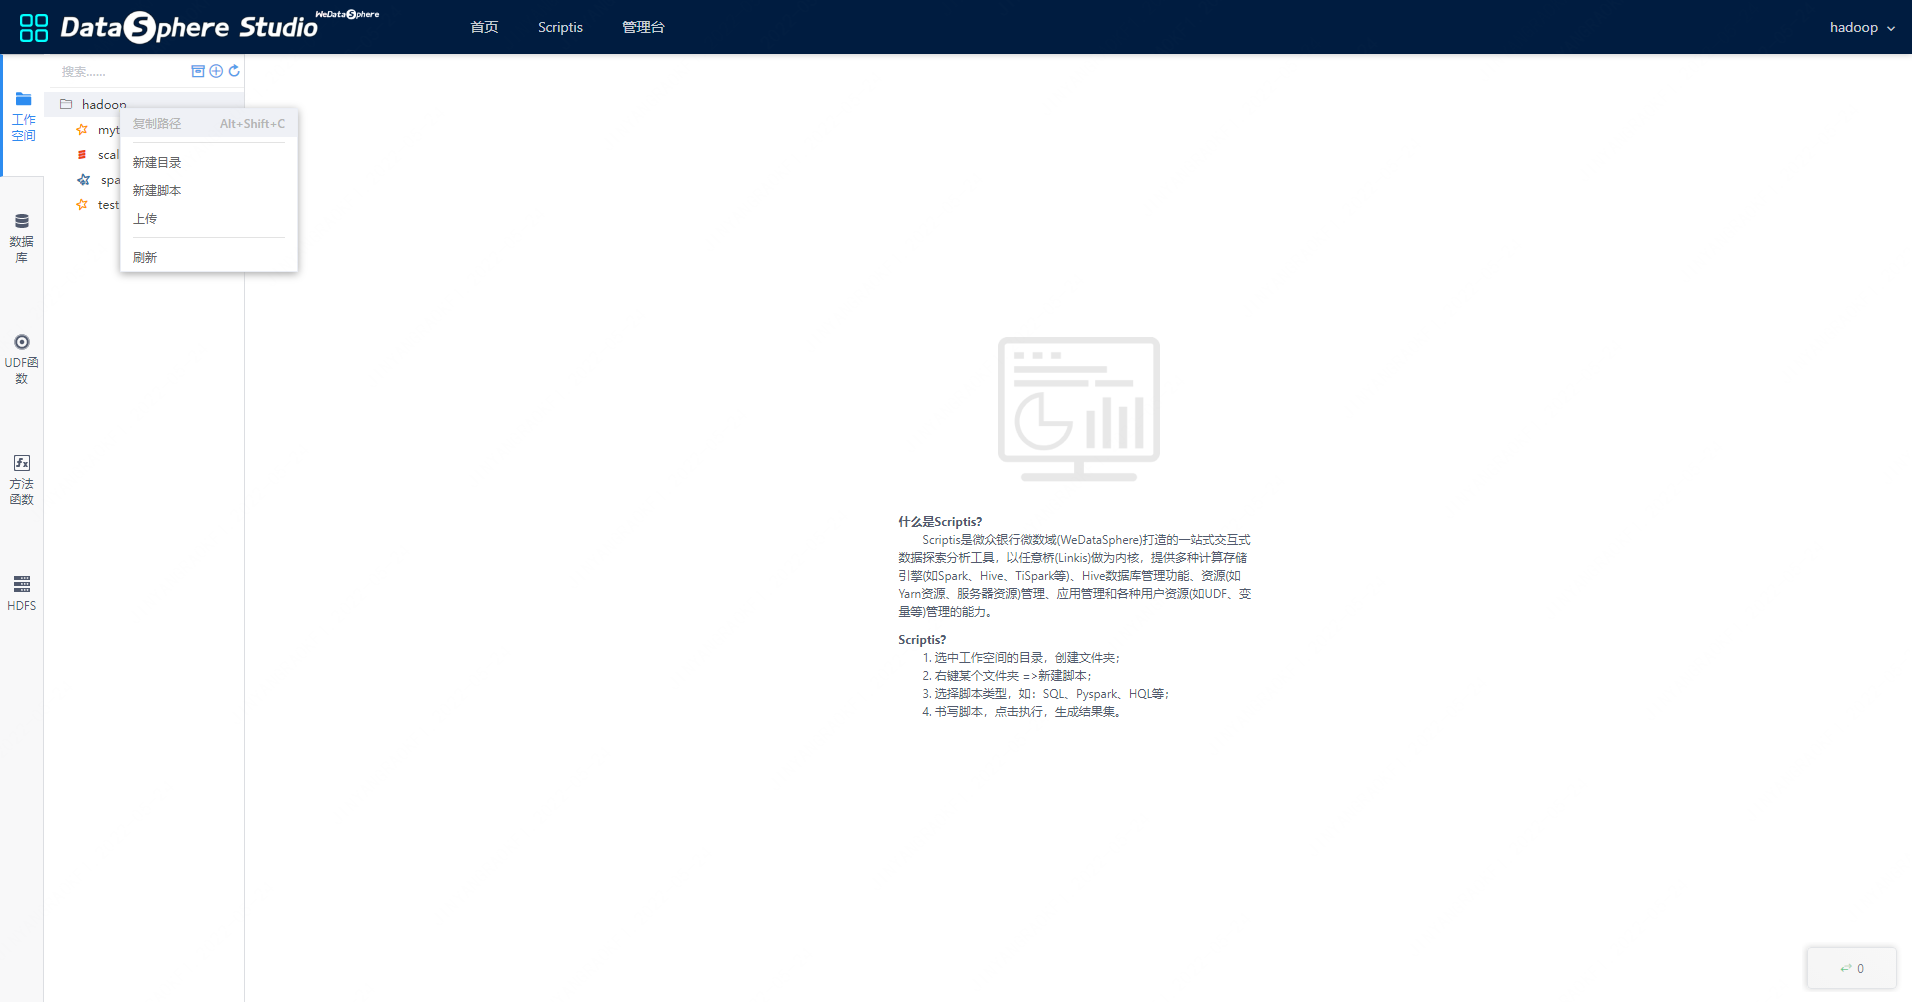 DataSphere Studio
WeDataSphere
首页
Scriptis
管理台
hadoop
搜索......
工作
空间
数据
库
UDF函
数
方法
函数
HDFS
hadoop
myt
scal
spa
test
复制路径 Alt+Shift+C
新建目录
新建脚本
上传
刷新
什么是Scriptis?
Scriptis是微众银行微数域(WeDataSphere)打造的一站式交互式
数据探索分析工具，以任意桥(Linkis)做为内核，提供多种计算存储
引擎(如Spark、Hive、TiSpark等)、Hive数据库管理功能、资源(如
Yarn资源、服务器资源)管理、应用管理和各种用户资源(如UDF、变
量等)管理的能力。
Scriptis?
1. 选中工作空间的目录，创建文件夹；
2. 右键某个文件夹 =>新建脚本；
3. 选择脚本类型，如：SQL、Pyspark、HQL等；
4. 书写脚本，点击执行，生成结果集。
0